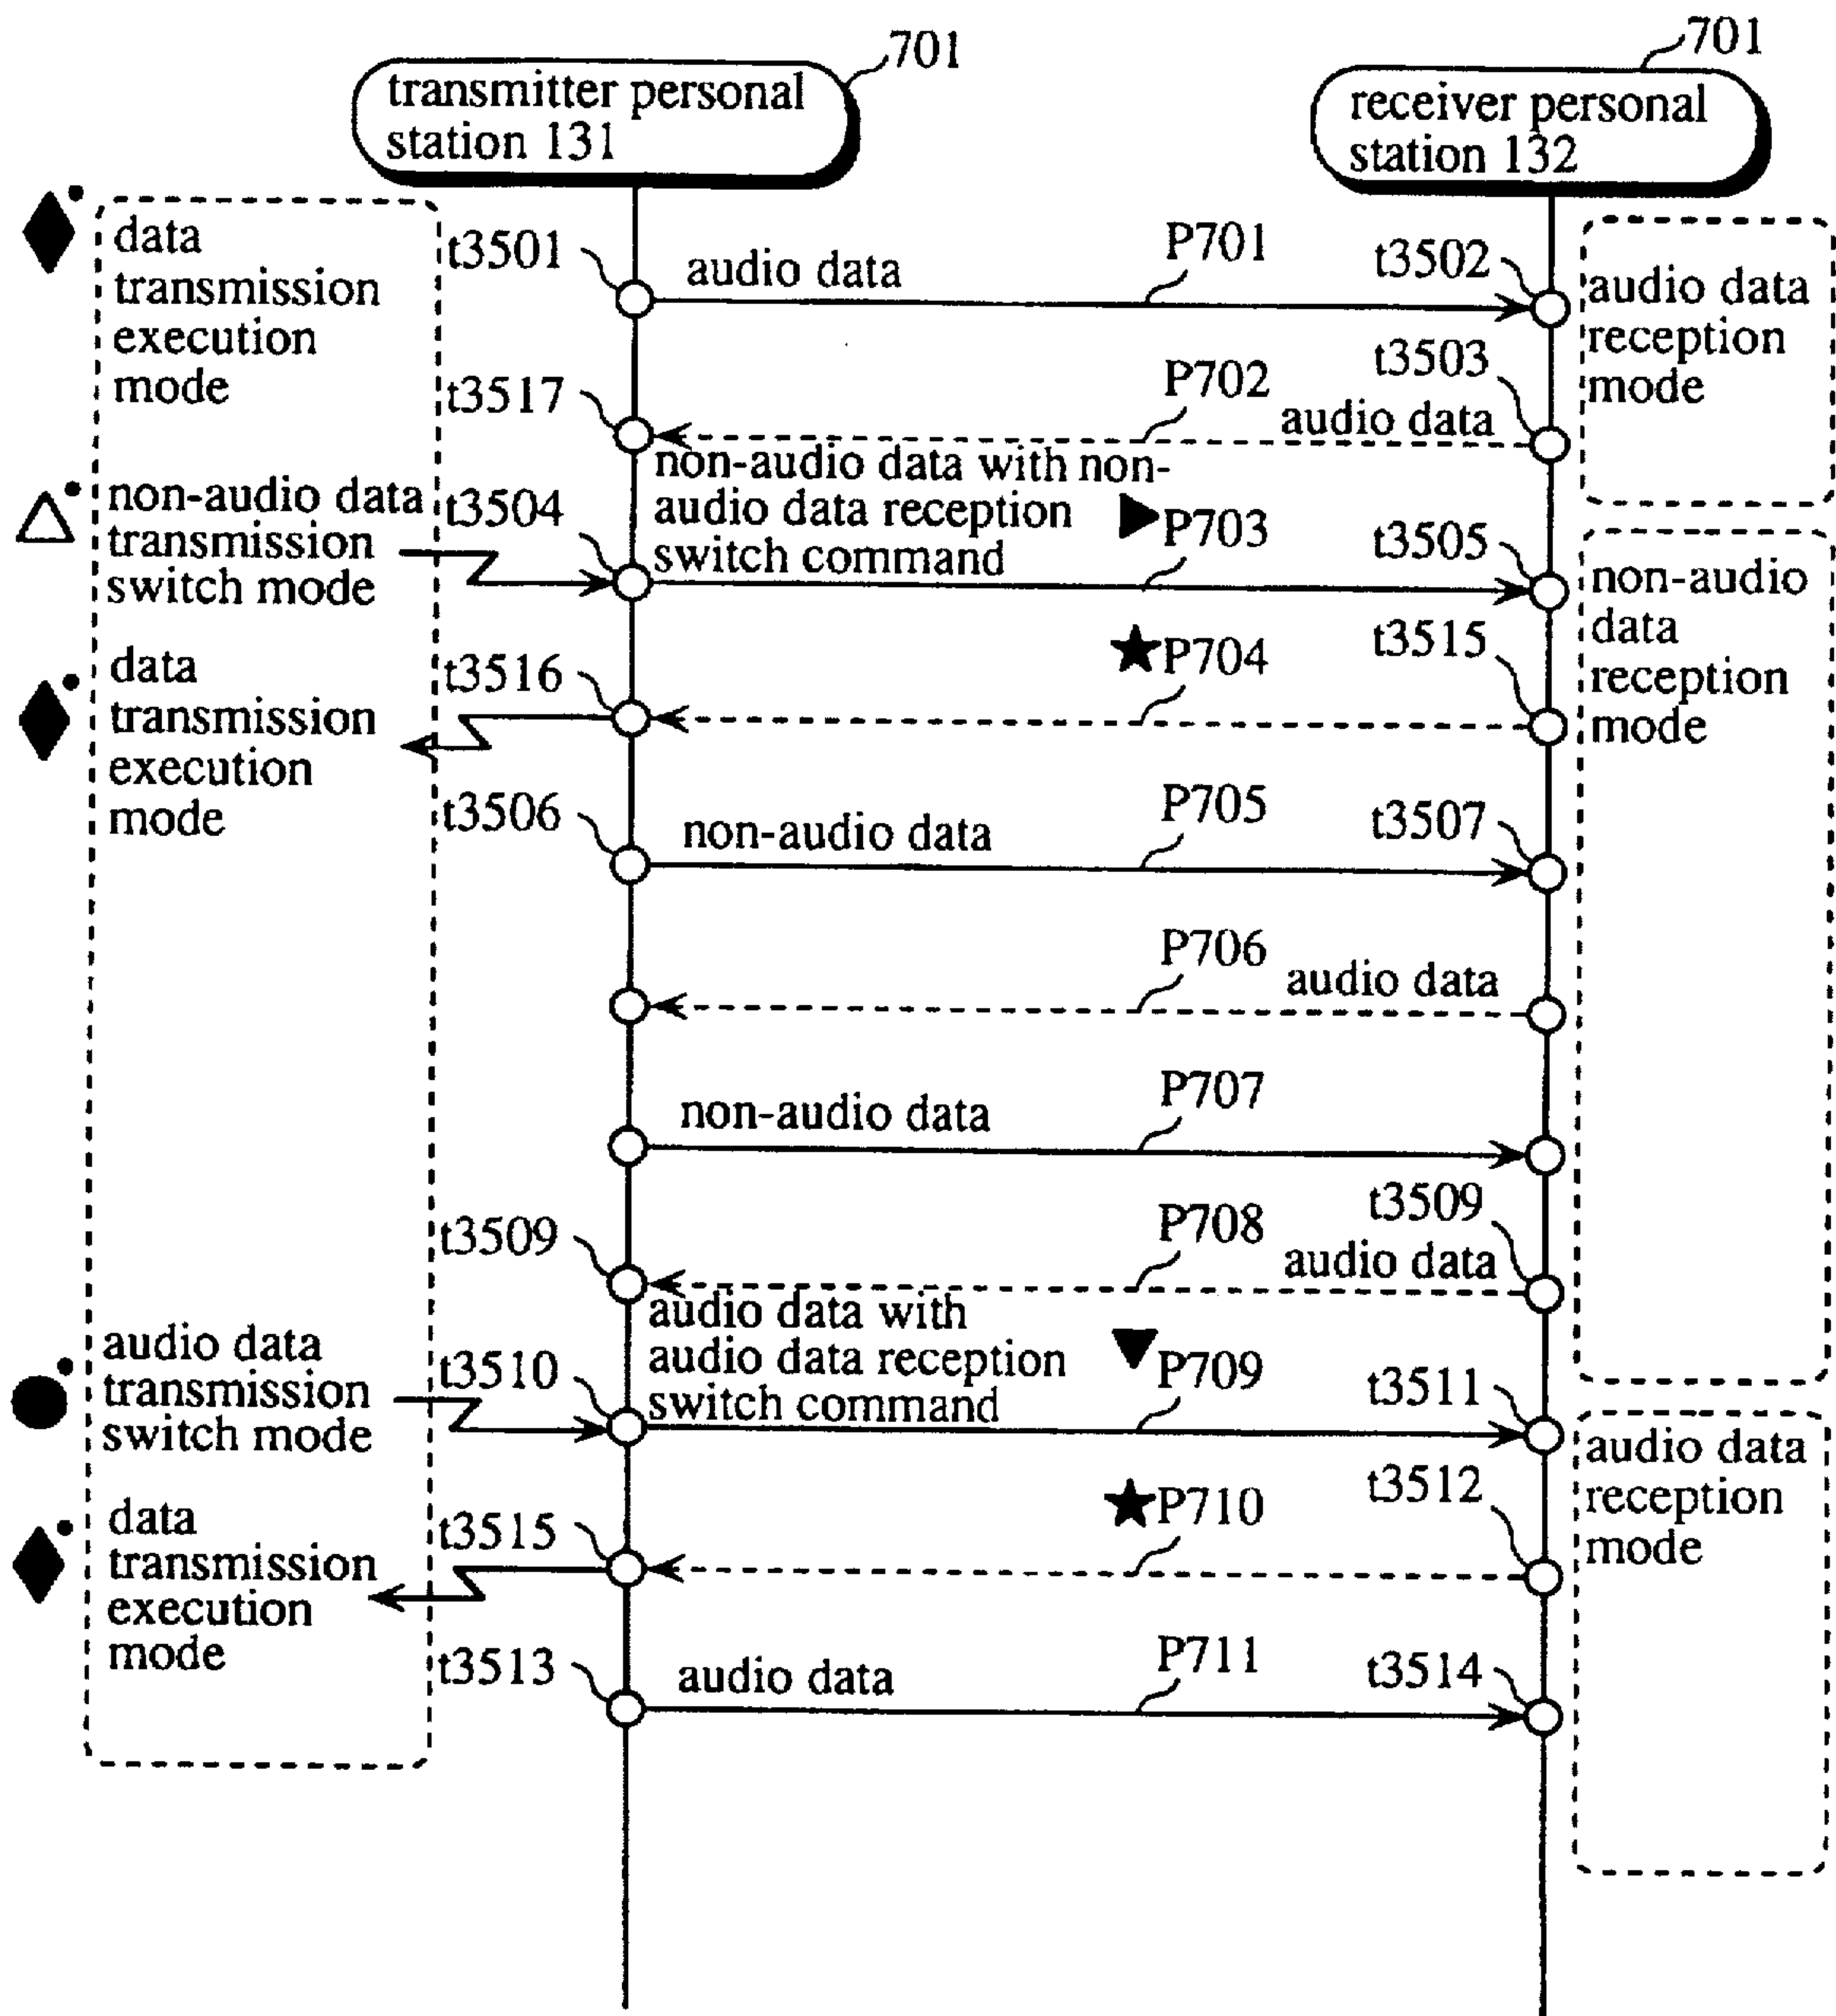 701
701
transmitter personal
station 131
receiver personal
station 132
data
transmission
execution
mode
t3501
audio data
P701
t3502
audio data
reception
mode
t3517
P702
t3503
audio data
non-audio data
transmission
switch mode
t3504
non-audio data with non-
audio data reception
switch command
P703
t3505
non-audio
data
reception
mode
data
transmission
execution
mode
t3516
P704
t3515
t3506
non-audio data
P705
t3507
P706
audio data
non-audio data
P707
t3509
P708
t3509
audio data
audio data
transmission
switch mode
t3510
audio data with
audio data reception
switch command
P709
t3511
audio data
reception
mode
data
transmission
execution
mode
t3515
P710
t3512
t3513
audio data
P711
t3514